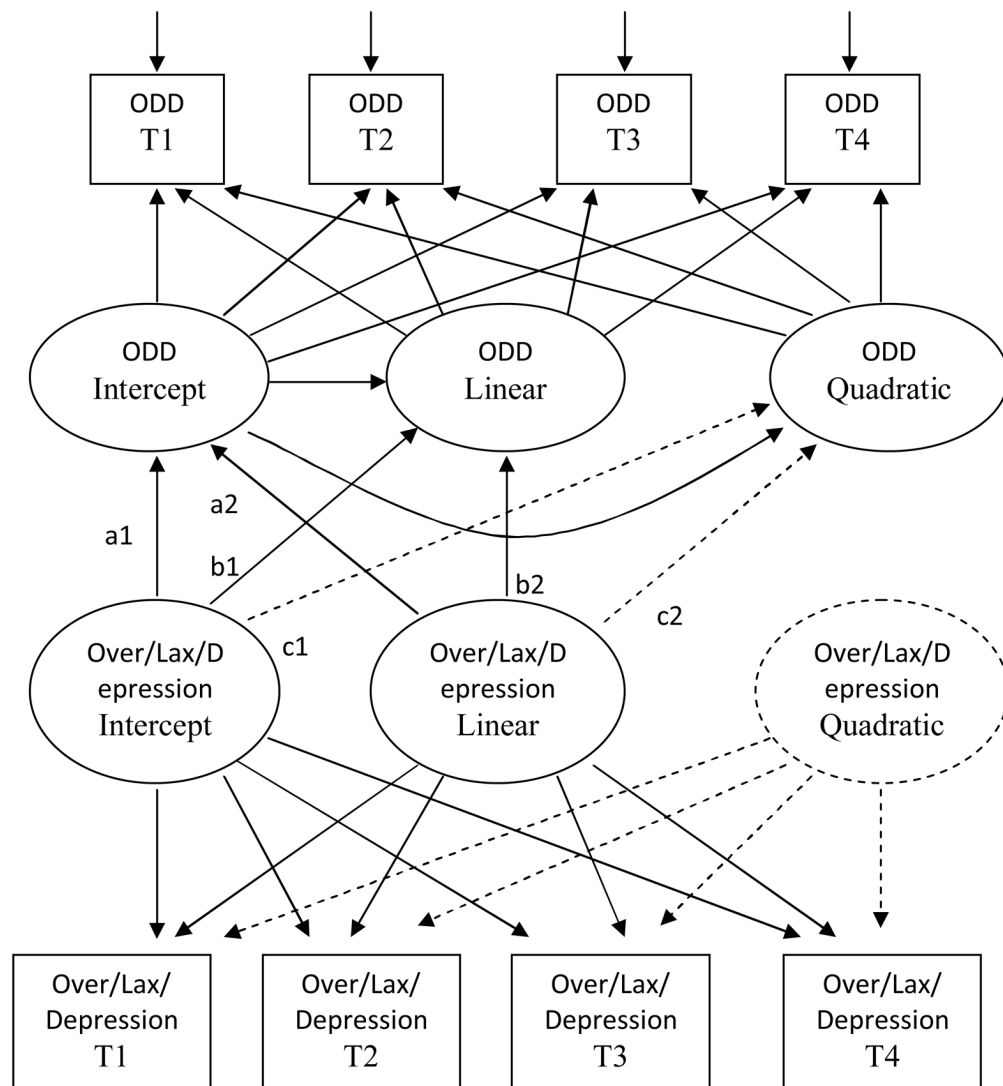 ODD
T1
ODD
T2
ODD
T3
ODD
T4
ODD
Intercept
ODD
Linear
ODD
Quadratic
a1
a2
b1
b2
c1
c2
Over/Lax/D
epression
Intercept
Over/Lax/D
epression
Linear
Over/Lax/D
epression
Quadratic
Over/Lax/
Depression
T1
Over/Lax/
Depression
T2
Over/Lax/
Depression
T3
Over/Lax/
Depression
T4